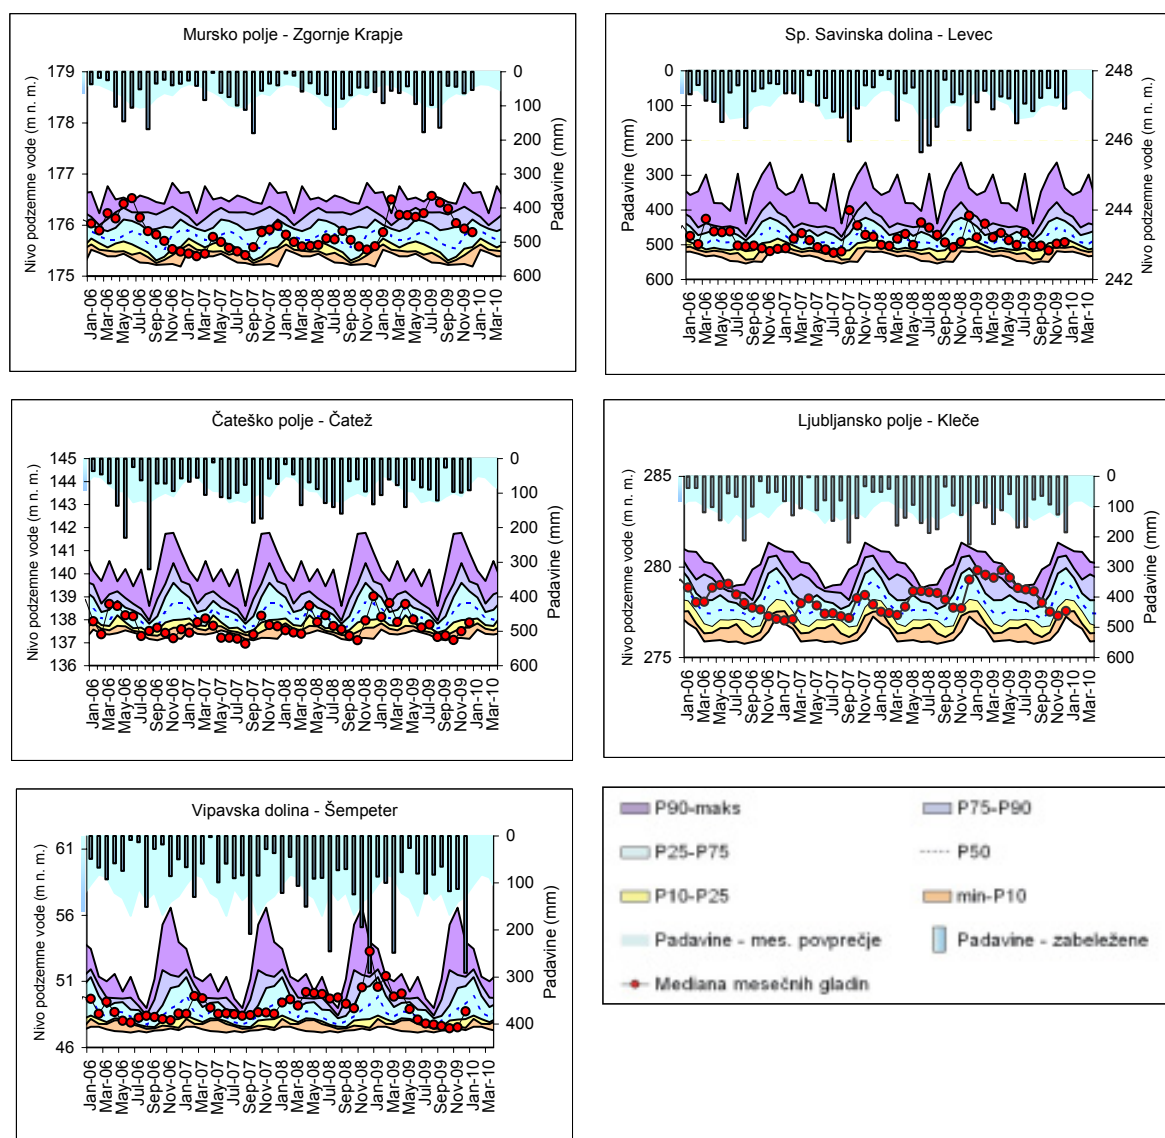 Mursko polje - Zgornje Krapje
Nivo podzemne vode (m n. m.)
179
178
177
176
175
0
100
200
300
400
500
600
Padavine (mm)
Jan-06
Mar-06
May-06
Jul-06
Sep-06
Nov-06
Jan-07
Mar-07
May-07
Jul-07
Sep-07
Nov-07
Jan-08
Mar-08
May-08
Jul-08
Sep-08
Nov-08
Jan-09
Mar-09
May-09
Jul-09
Sep-09
Nov-09
Jan-10
Mar-10
Sp. Savinska dolina - Levec
Padavine (mm)
0
100
200
300
400
500
600
248
246
244
242
Nivo podzemne vode (m n. m.)
Jan-06
Mar-06
May-06
Jul-06
Sep-06
Nov-06
Jan-07
Mar-07
May-07
Jul-07
Sep-07
Nov-07
Jan-08
Mar-08
May-08
Jul-08
Sep-08
Nov-08
Jan-09
Mar-09
May-09
Jul-09
Sep-09
Nov-09
Jan-10
Mar-10
Čateško polje - Čatež
Nivo podzemne vode (m n. m.)
145
144
143
142
141
140
139
138
137
136
0
100
200
300
400
500
600
Padavine (mm)
Jan-06
Mar-06
May-06
Jul-06
Sep-06
Nov-06
Jan-07
Mar-07
May-07
Jul-07
Sep-07
Nov-07
Jan-08
Mar-08
May-08
Jul-08
Sep-08
Nov-08
Jan-09
Mar-09
May-09
Jul-09
Sep-09
Nov-09
Jan-10
Mar-10
Ljubljansko polje - Kleče
Nivo podzemne vode (m n. m.)
285
280
275
0
100
200
300
400
500
600
Padavine (mm)
Jan-06
Mar-06
May-06
Jul-06
Sep-06
Nov-06
Jan-07
Mar-07
May-07
Jul-07
Sep-07
Nov-07
Jan-08
Mar-08
May-08
Jul-08
Sep-08
Nov-08
Jan-09
Mar-09
May-09
Jul-09
Sep-09
Nov-09
Jan-10
Mar-10
Vipavska dolina - Šempeter
Nivo podzemne vode (m n. m.)
61
56
51
46
0
100
200
300
400
Padavine (mm)
Jan-06
Mar-06
May-06
Jul-06
Sep-06
Nov-06
Jan-07
Mar-07
May-07
Jul-07
Sep-07
Nov-07
Jan-08
Mar-08
May-08
Jul-08
Sep-08
Nov-08
Jan-09
Mar-09
May-09
Jul-09
Sep-09
Nov-09
Jan-10
Mar-10
P90-maks
P75-P90
P25-P75
P50
P10-P25
min-P10
Padavine - mes. povprečje
Padavine - zabeležene
Mediana mesečnih gladin